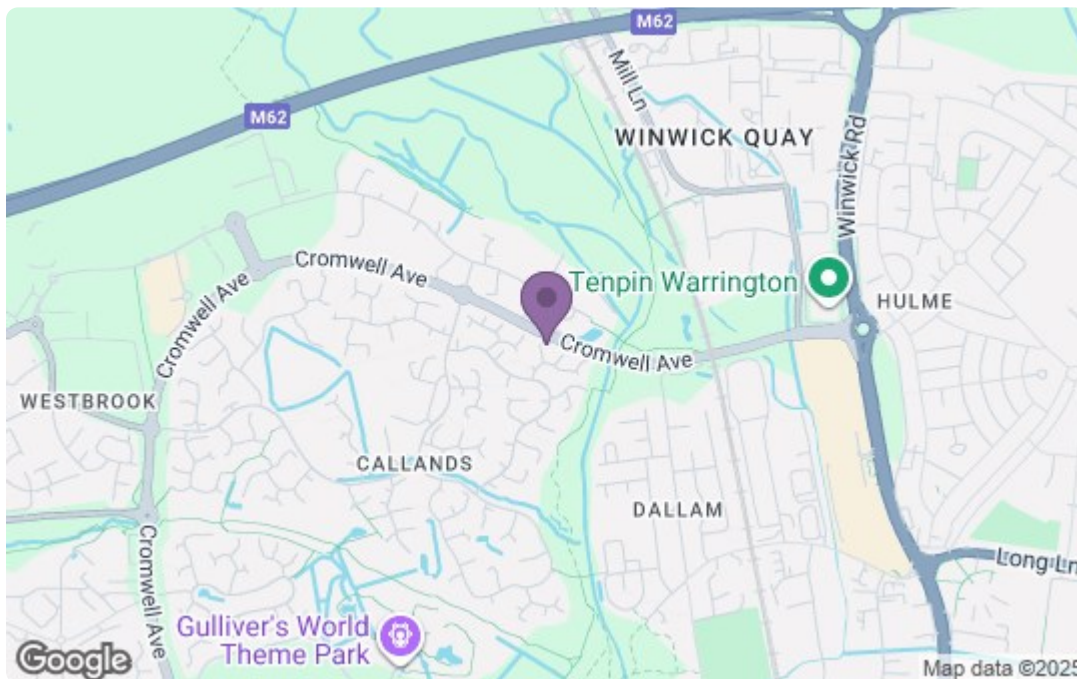 M62
M62
Mill Ln
WINWICK QUAY
Winwick Rd
Cromwell Ave
Tenpin Warrington
HULME
Cromwell Ave
Cromwell Ave
WESTBROOK
CALLANDS
DALLAM
Cromwell Ave
Long Ln
Gulliver's World
Theme Park
Google
Map data ©2025